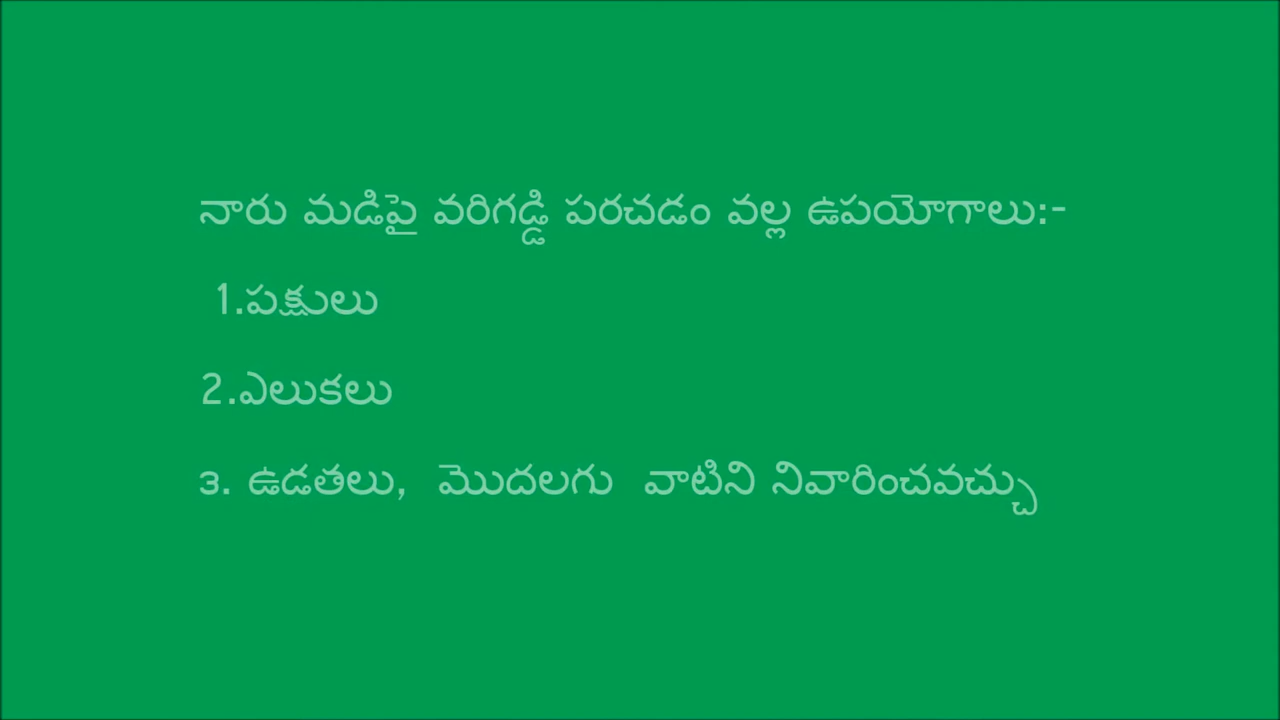 నారు మడిపై వరిగడ్డి పరచడం వల్ల ఉపయోగాలు:-
1.పక్షులు
2.ఎలుకలు
3. ఉడతలు, మొదలగు వాటిని నివారించవచ్చు